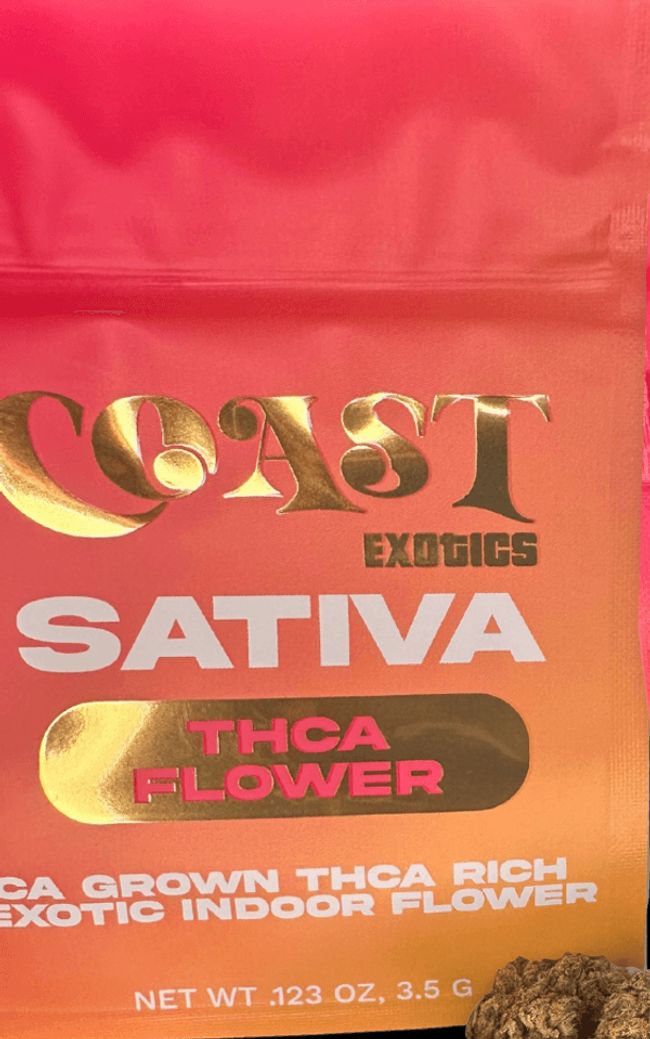 COAST
EXOTICS
SATIVA
THCA
FLOWER
CA GROWN THCA RICH
EXOTIC INDOOR FLOWER
NET WT .123 OZ, 3.5 G